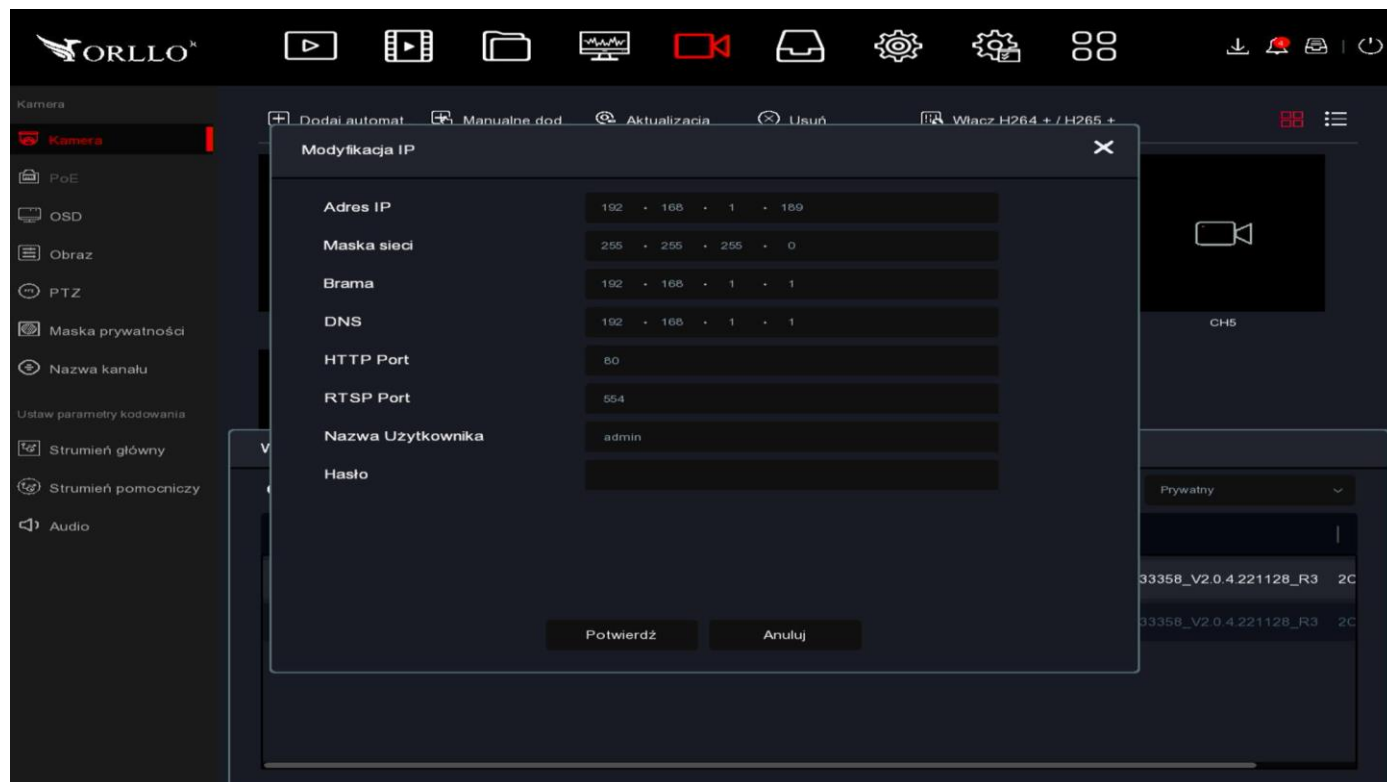 ORLLO
Kamera
Dodaj automat
Manualne dod
Aktualizacja
Usuń
Włącz H264 + / H265 +
Kamera
PoE
OSD
Obraz
PTZ
Maska prywatności
Nazwa kanału
Ustaw parametry kodowania
Strumień główny
Strumień pomocniczy
Audio
Modyfikacja IP
Adres IP 192 . 168 . 1 . 189
Maska sieci 255 . 255 . 255 . 0
Brama 192 . 168 . 1 . 1
DNS 192 . 168 . 1 . 1
HTTP Port 80
RTSP Port 554
Nazwa Użytkownika admin
Hasło
Potwierdź Anuluj
CH5
Prywatny
33358_V2.0.4.221128_R3 2C
33358_V2.0.4.221128_R3 2C